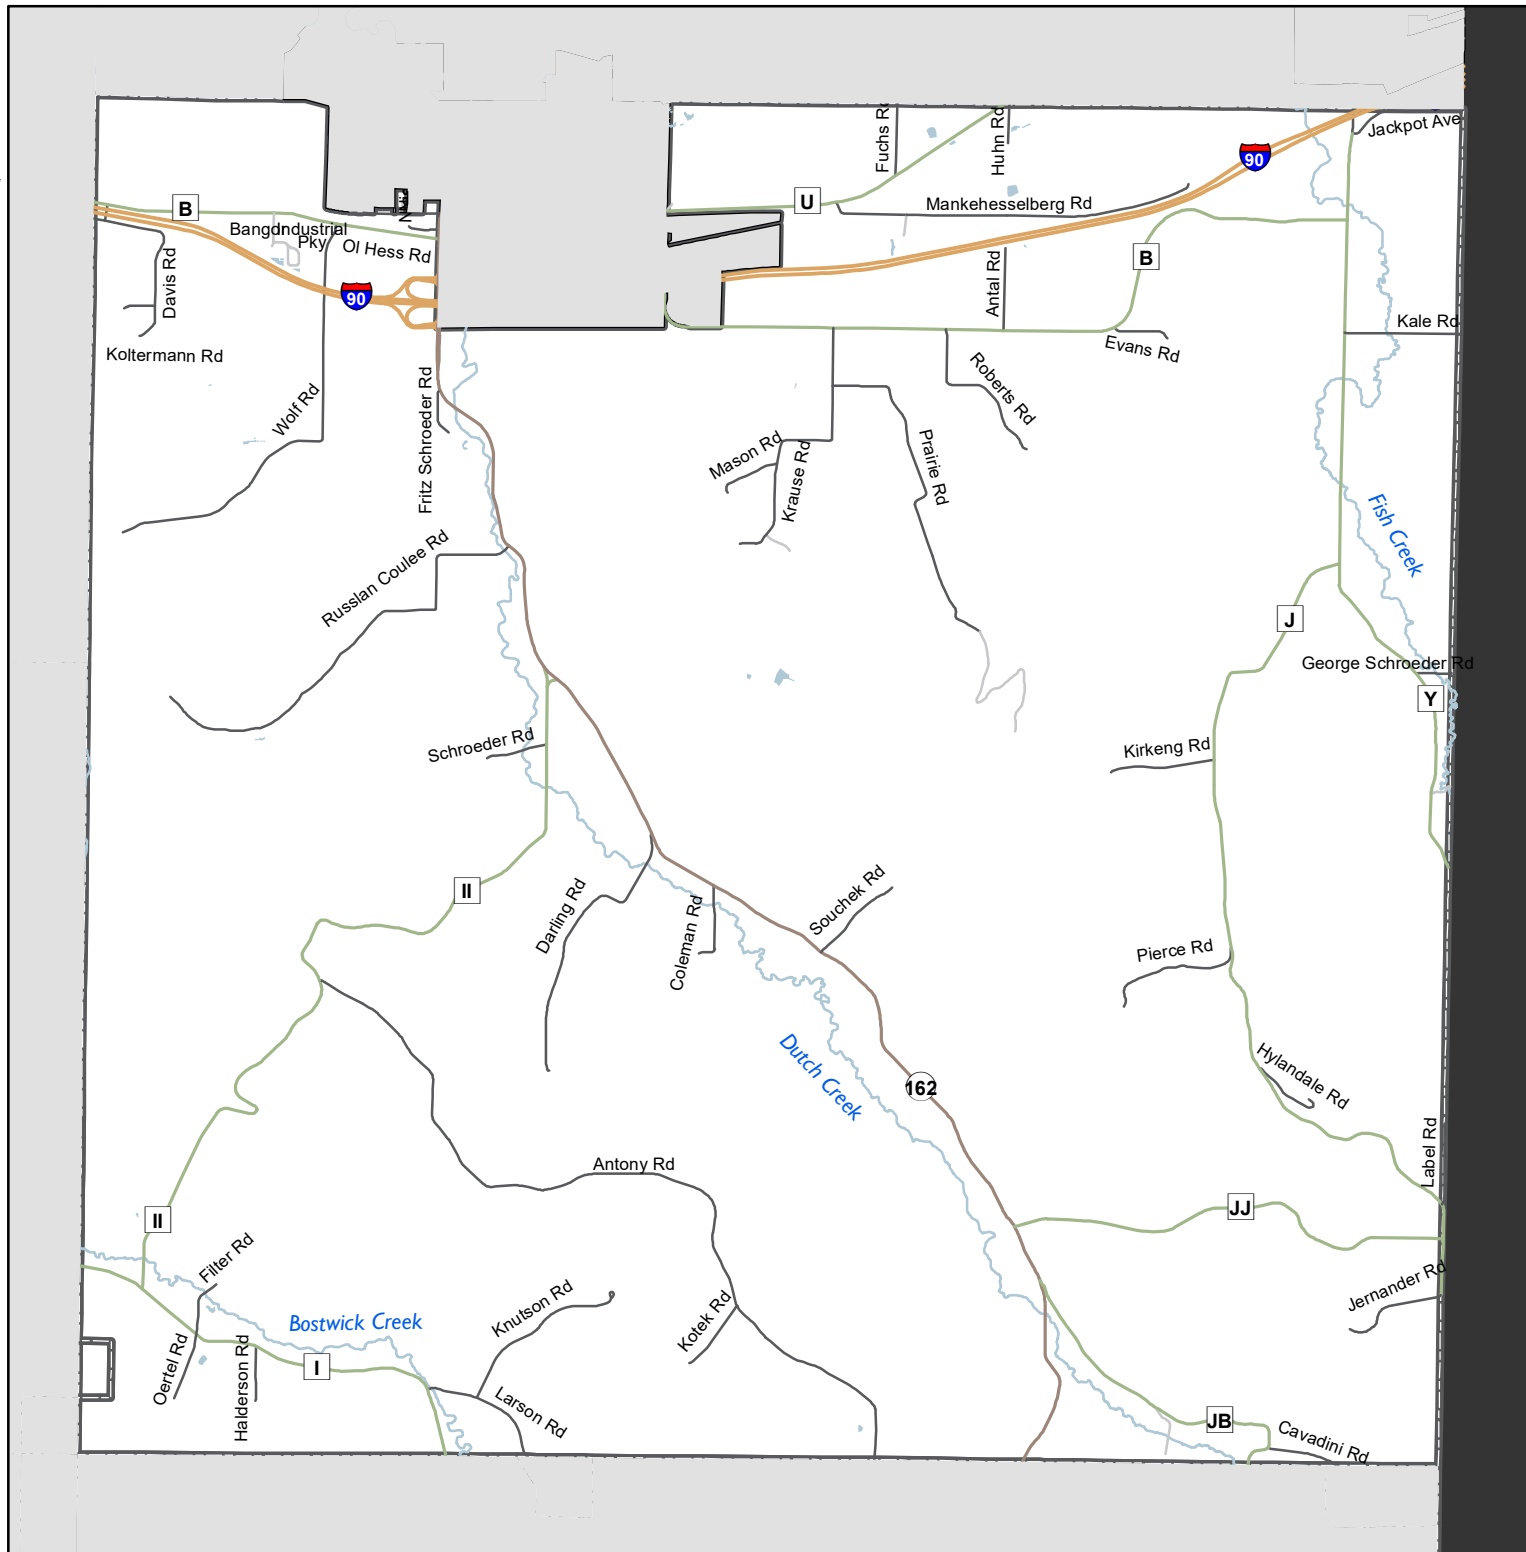 Jackpot Ave
Fuchs Rd
Huhn Rd
90
B
U
Mankehesselberg Rd
Industrial
Pky
Ol Hess Rd
Davis Rd
Antal Rd
B
90
Koltermann Rd
Kale Rd
Evans Rd
Wolf Rd
Fritz Schroeder Rd
Roberts Rd
Mason Rd
Krause Rd
Prairie Rd
Fish Creek
Russlan Coulee Rd
J
George Schroeder Rd
Y
Schroeder Rd
Kirkeng Rd
II
Darling Rd
Coleman Rd
Souchek Rd
Pierce Rd
Dutch Creek
162
Hylandale Rd
Label Rd
Antony Rd
II
JJ
Filter Rd
Jernander Rd
Bostwick Creek
Knutson Rd
Kotek Rd
Oertel Rd
Halderson Rd
I
Larson Rd
JB
Cavadini Rd